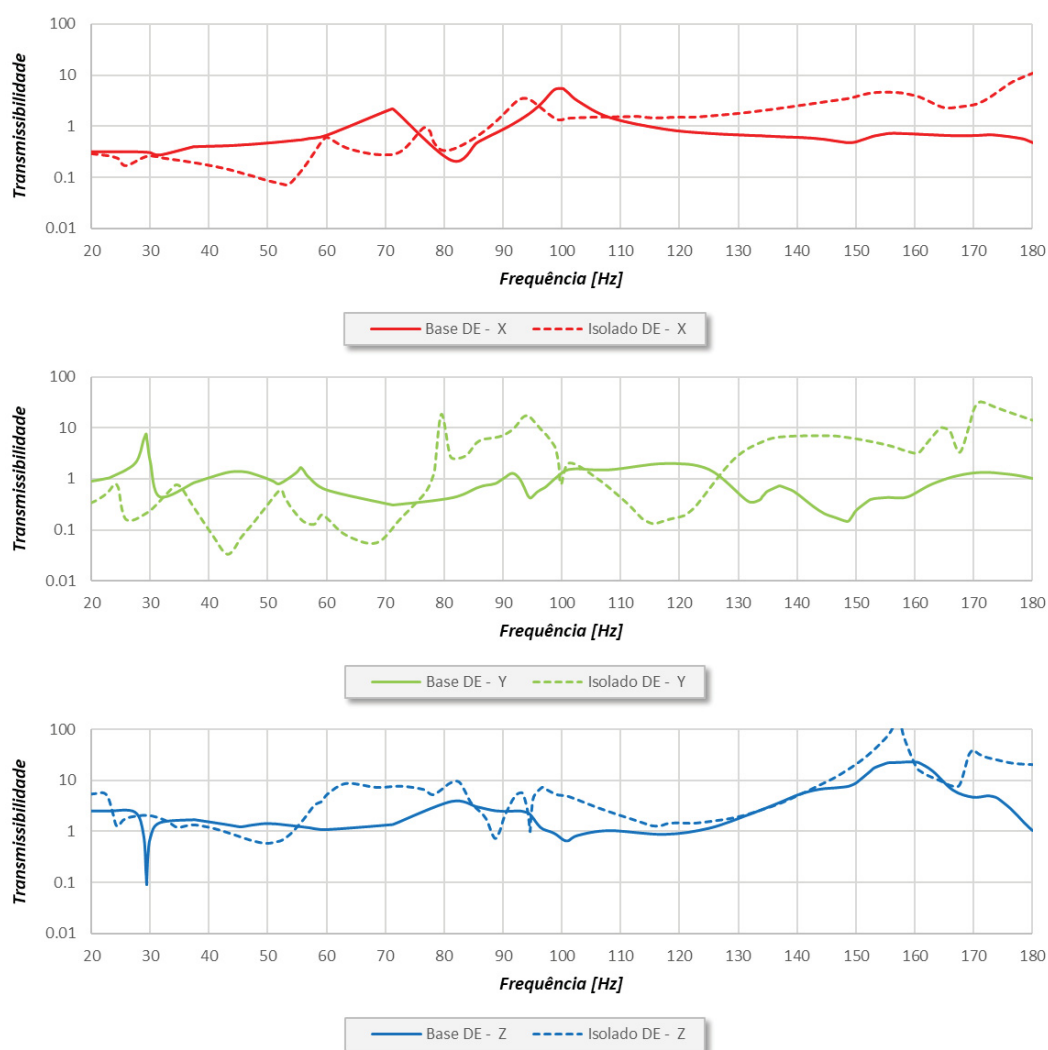 100
10
1
0.1
0.01
Transmissibilidade
20 30 40 50 60 70 80 90 100 110 120 130 140 150 160 170 180
Frequência [Hz]
Base DE - X Isolado DE - X
100
10
1
0.1
0.01
Transmissibilidade
20 30 40 50 60 70 80 90 100 110 120 130 140 150 160 170 180
Frequência [Hz]
Base DE - Y Isolado DE - Y
100
10
1
0.1
0.01
Transmissibilidade
20 30 40 50 60 70 80 90 100 110 120 130 140 150 160 170 180
Frequência [Hz]
Base DE - Z Isolado DE - Z